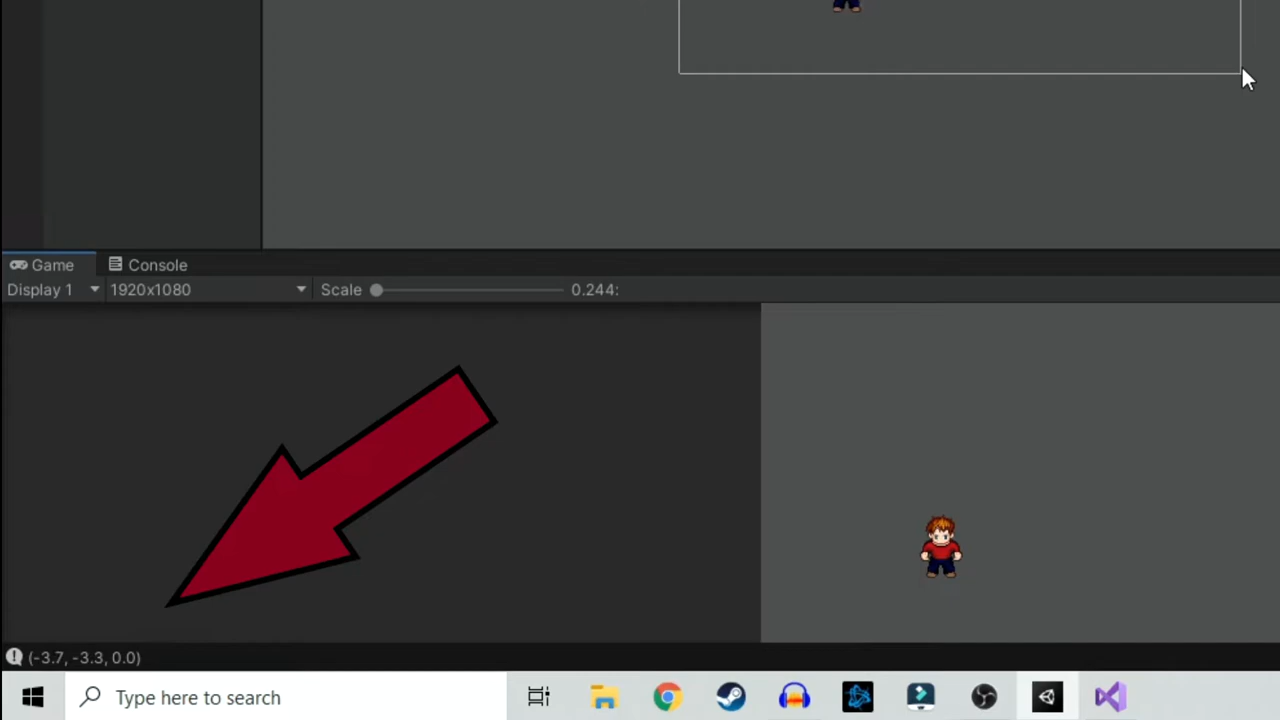 Game Console
Display 1 1920x1080 Scale 0.244:
(-3.7, -3.3, 0.0)
Type here to search